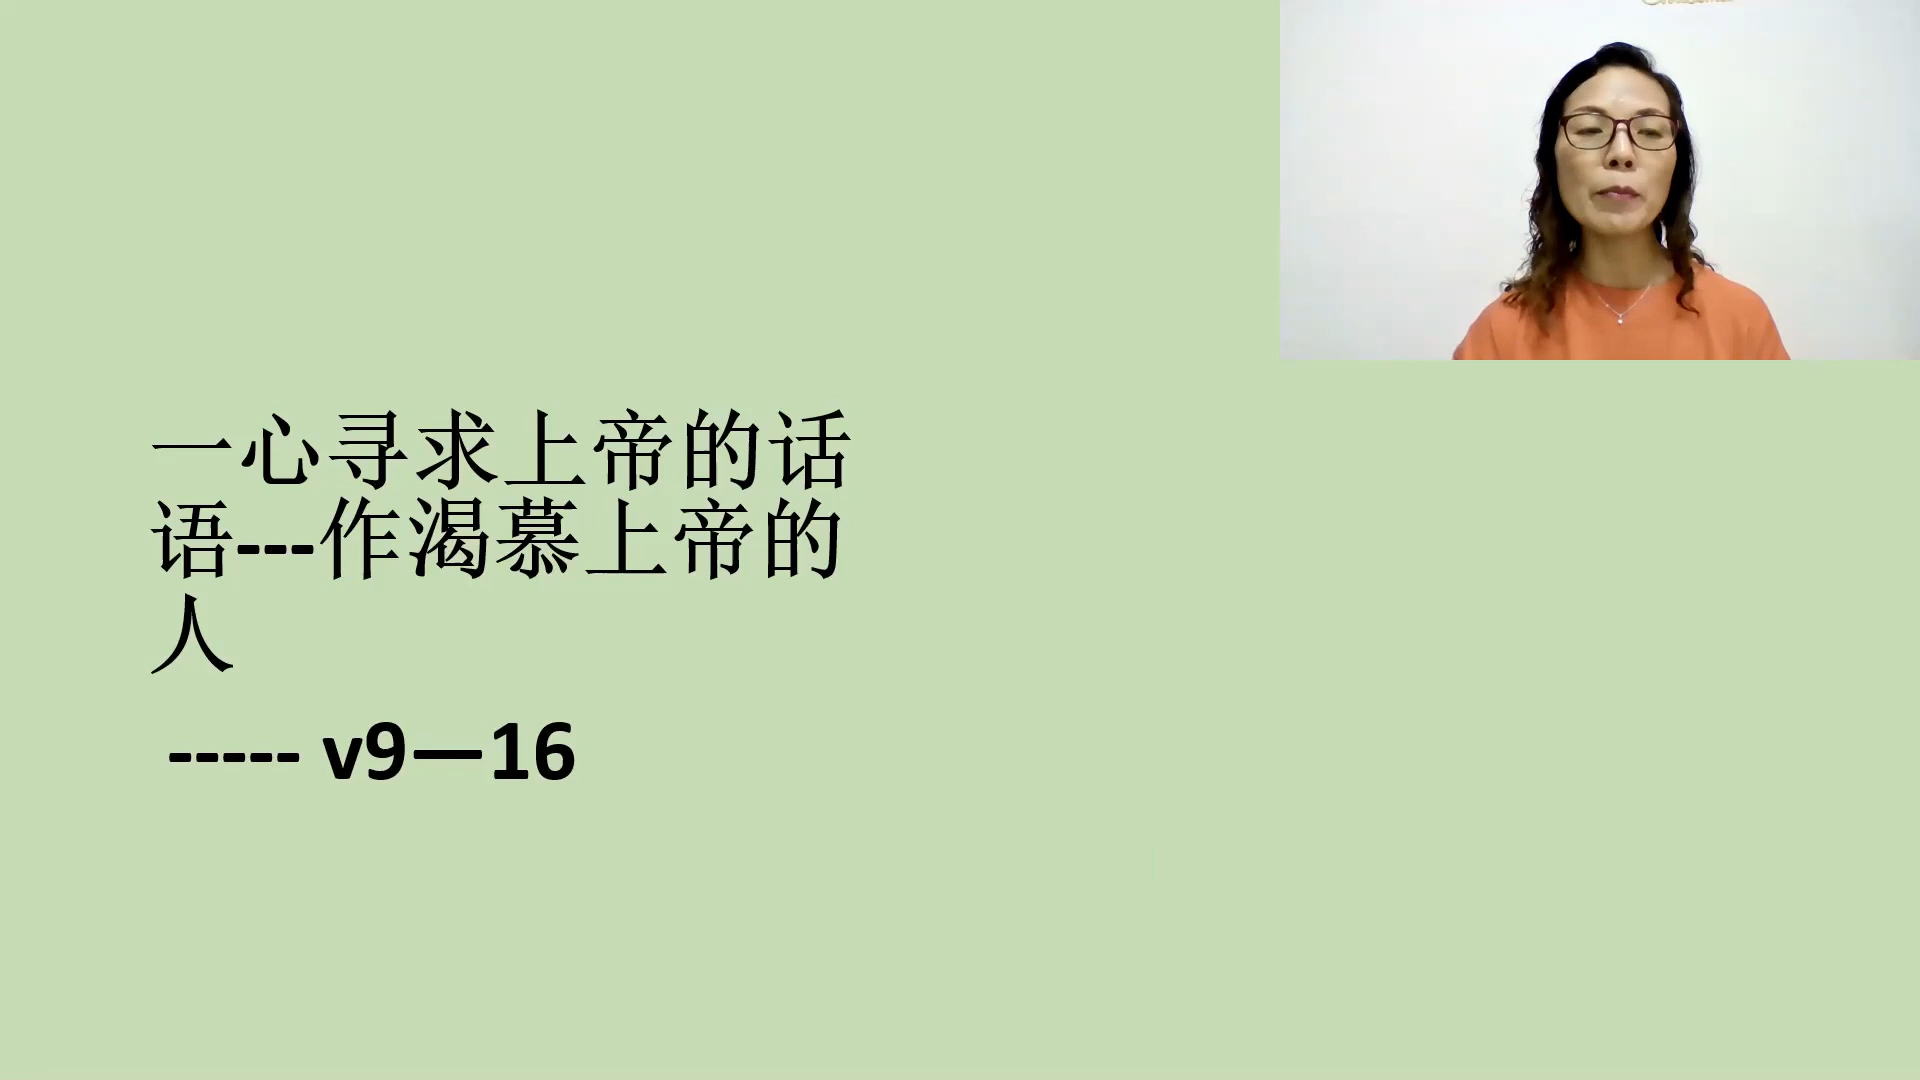 一心寻求上帝的话
语---作渴慕上帝的
人
----- v9—16